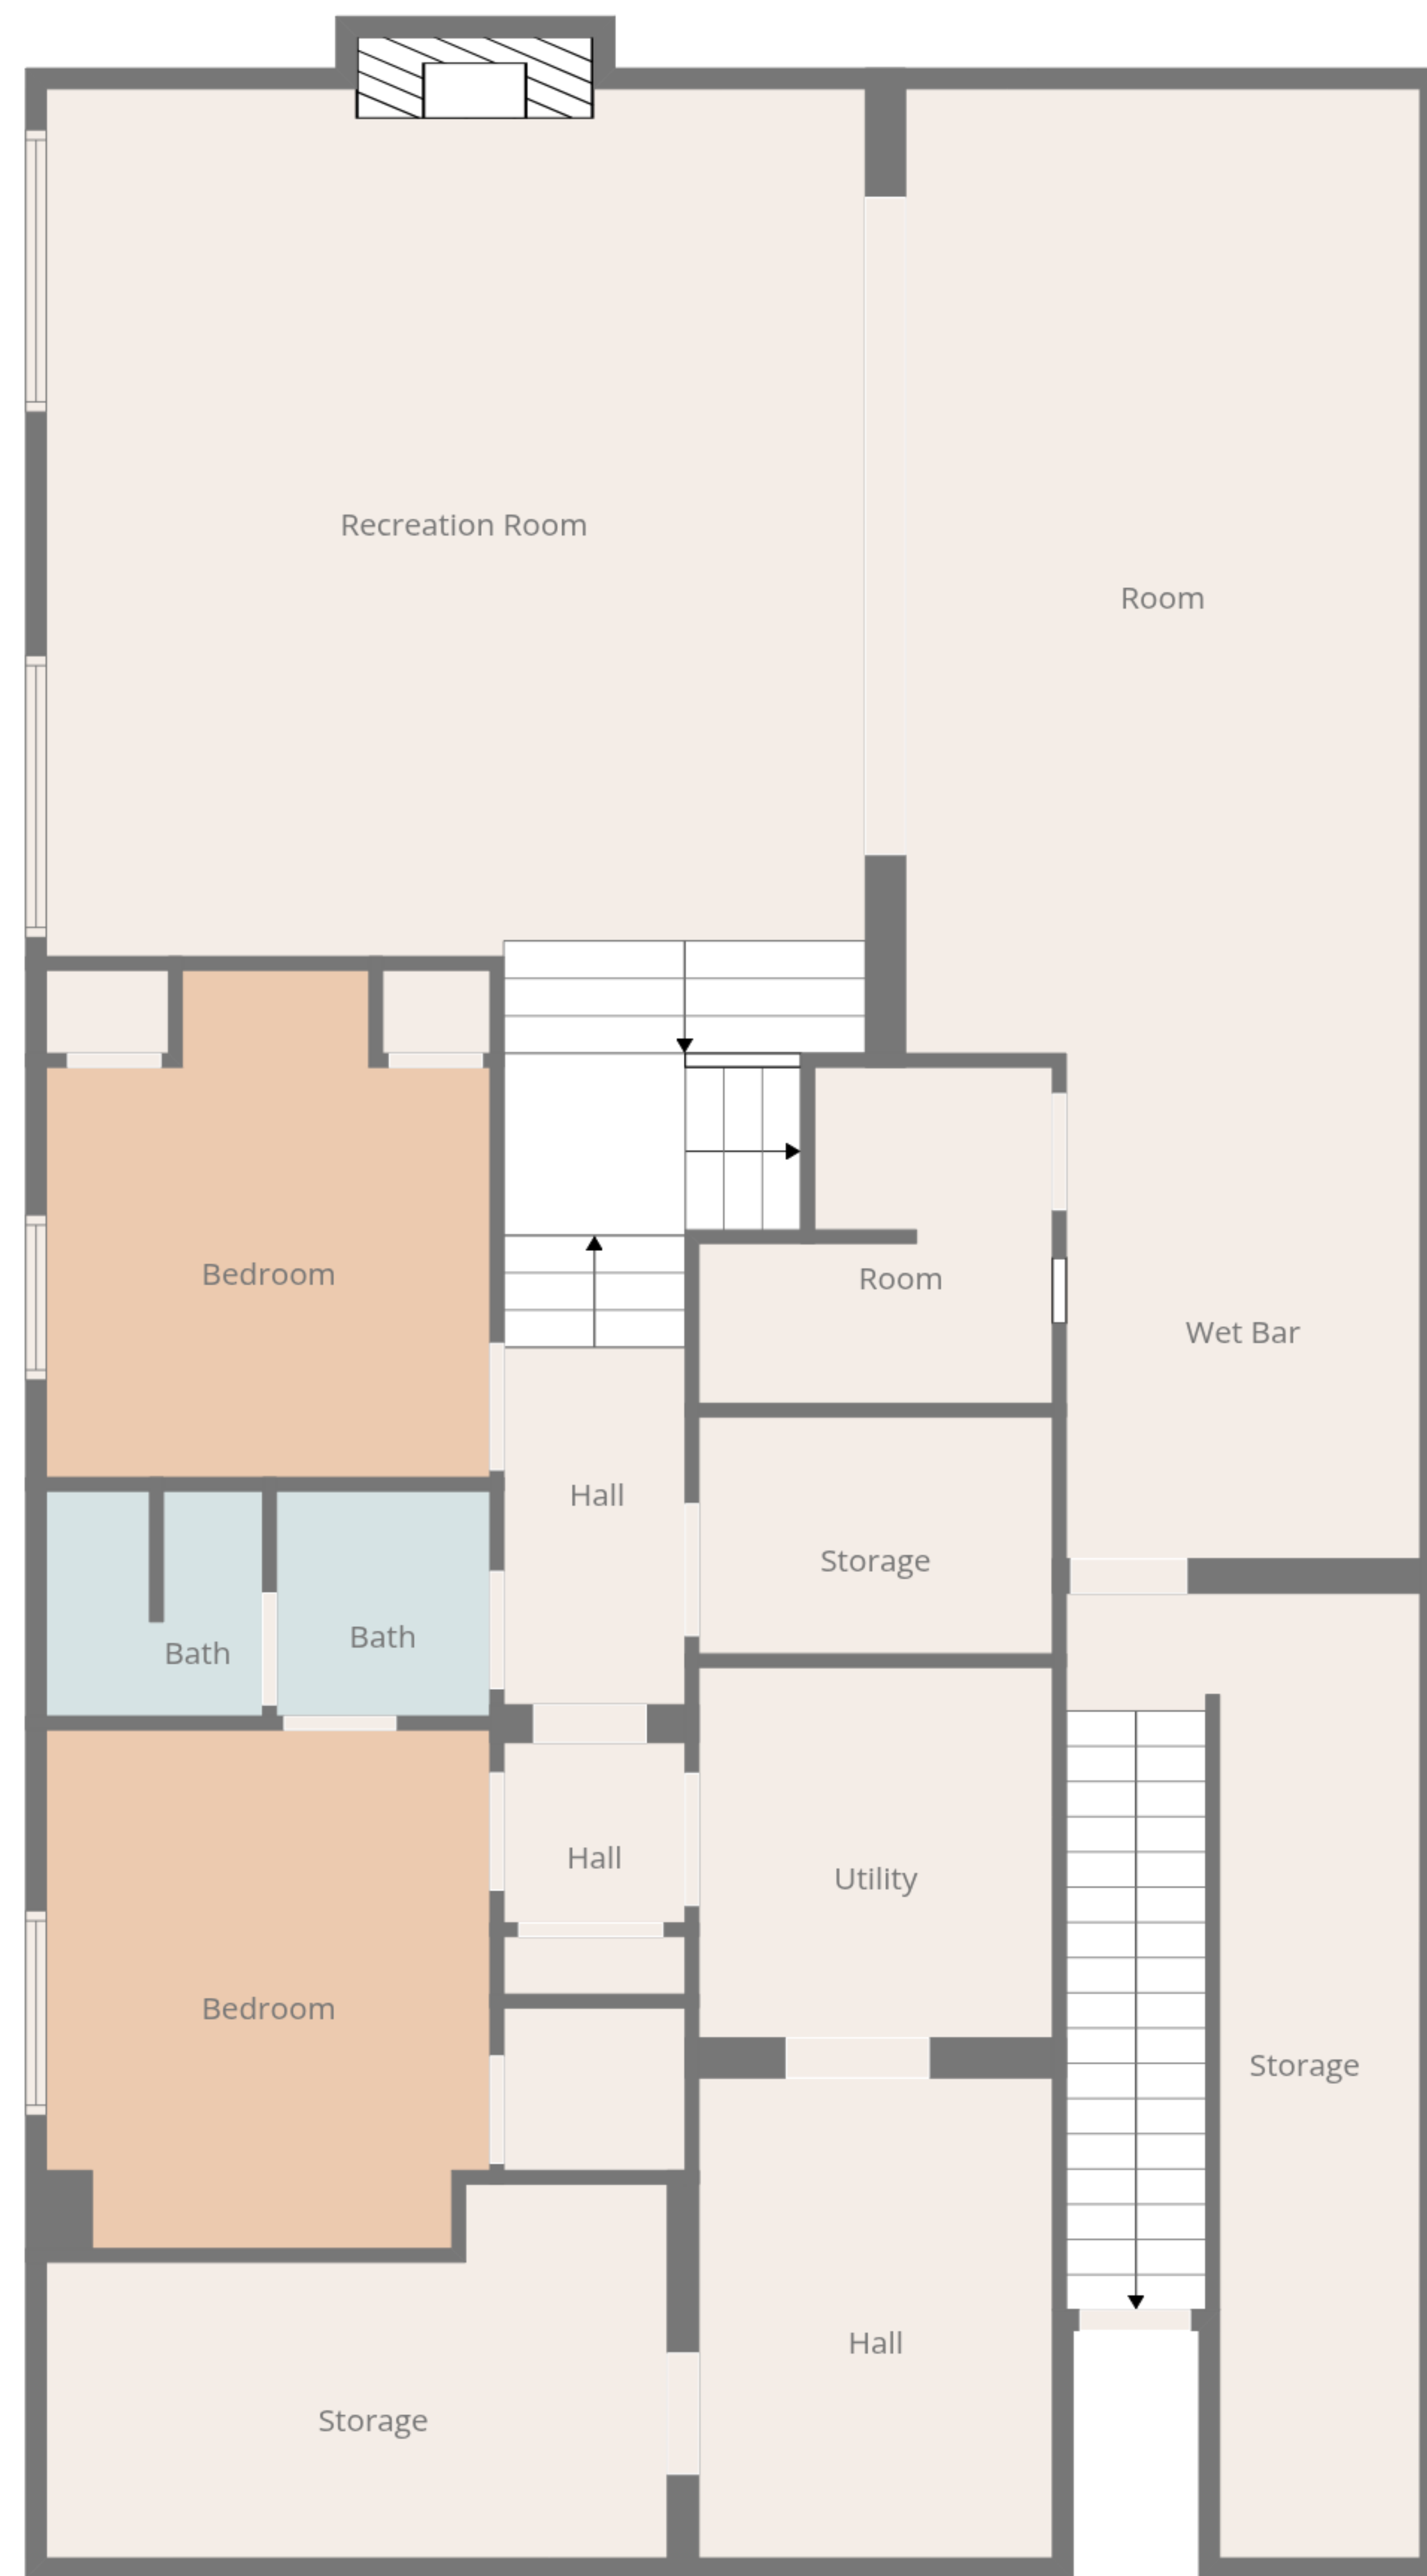 Recreation Room
Room
Bedroom
Room
Wet Bar
Hall
Storage
Bath
Bath
Hall
Utility
Bedroom
Storage
Hall
Storage